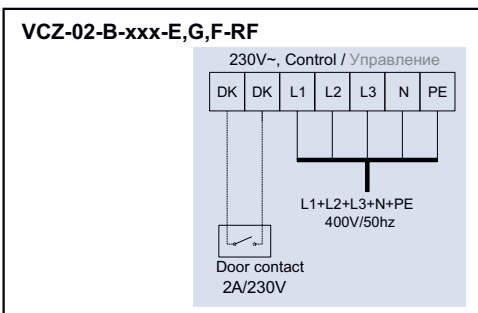 VCZ-02-B-xxx-E,G,F-RF
230V~, Control / Управление
DK DK L1 L2 L3 N PE
L1+L2+L3+N+PE
400V/50hz
Door contact
2A/230V